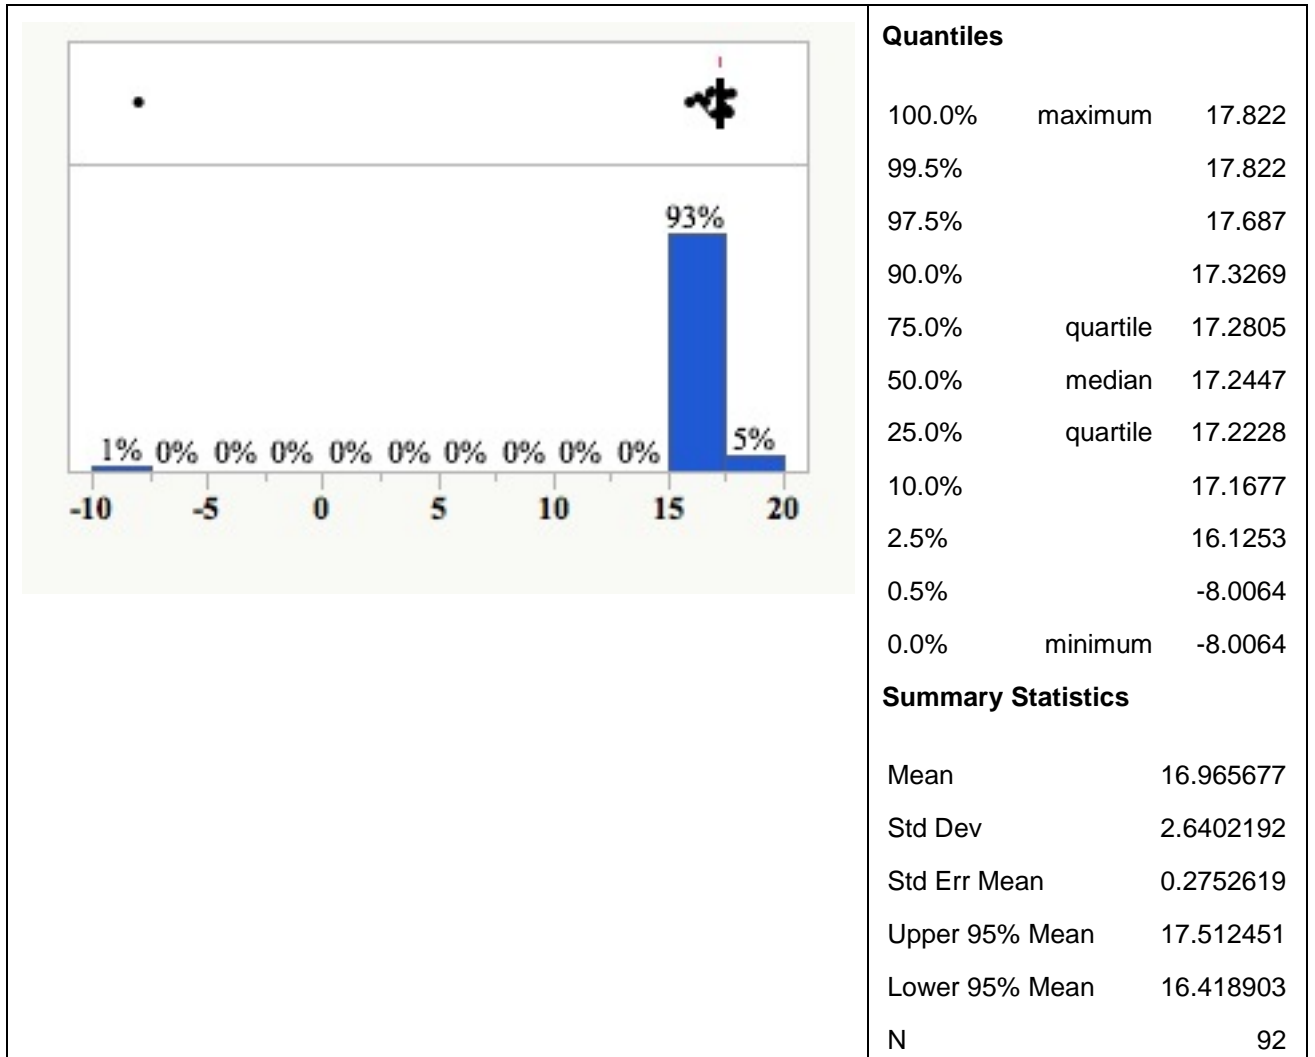 93%
1% 0% 0% 0% 0% 0% 0% 0% 0% 0% 5%
-10 -5 0 5 10 15 20
Quantiles
100.0% maximum 17.822
99.5% 17.822
97.5% 17.687
90.0% 17.3269
75.0% quartile 17.2805
50.0% median 17.2447
25.0% quartile 17.2228
10.0% 17.1677
2.5% 16.1253
0.5% -8.0064
0.0% minimum -8.0064
Summary Statistics
Mean 16.965677
Std Dev 2.6402192
Std Err Mean 0.2752619
Upper 95% Mean 17.512451
Lower 95% Mean 16.418903
N 92